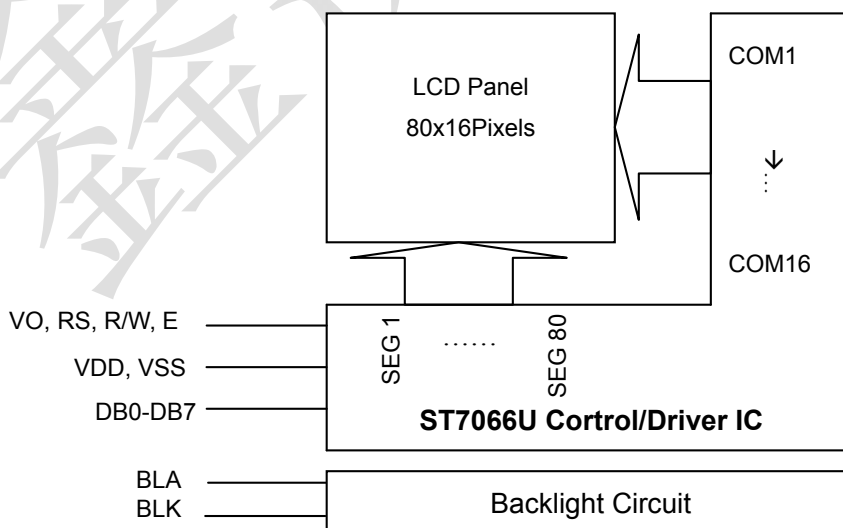 LCD Panel
80x16Pixels
COM1
COM16
SEG 1
......
SEG 80
VO, RS, R/W, E
VDD, VSS
DB0-DB7
ST7066U Cortrol/Driver IC
BLA
BLK
Backlight Circuit
鑫